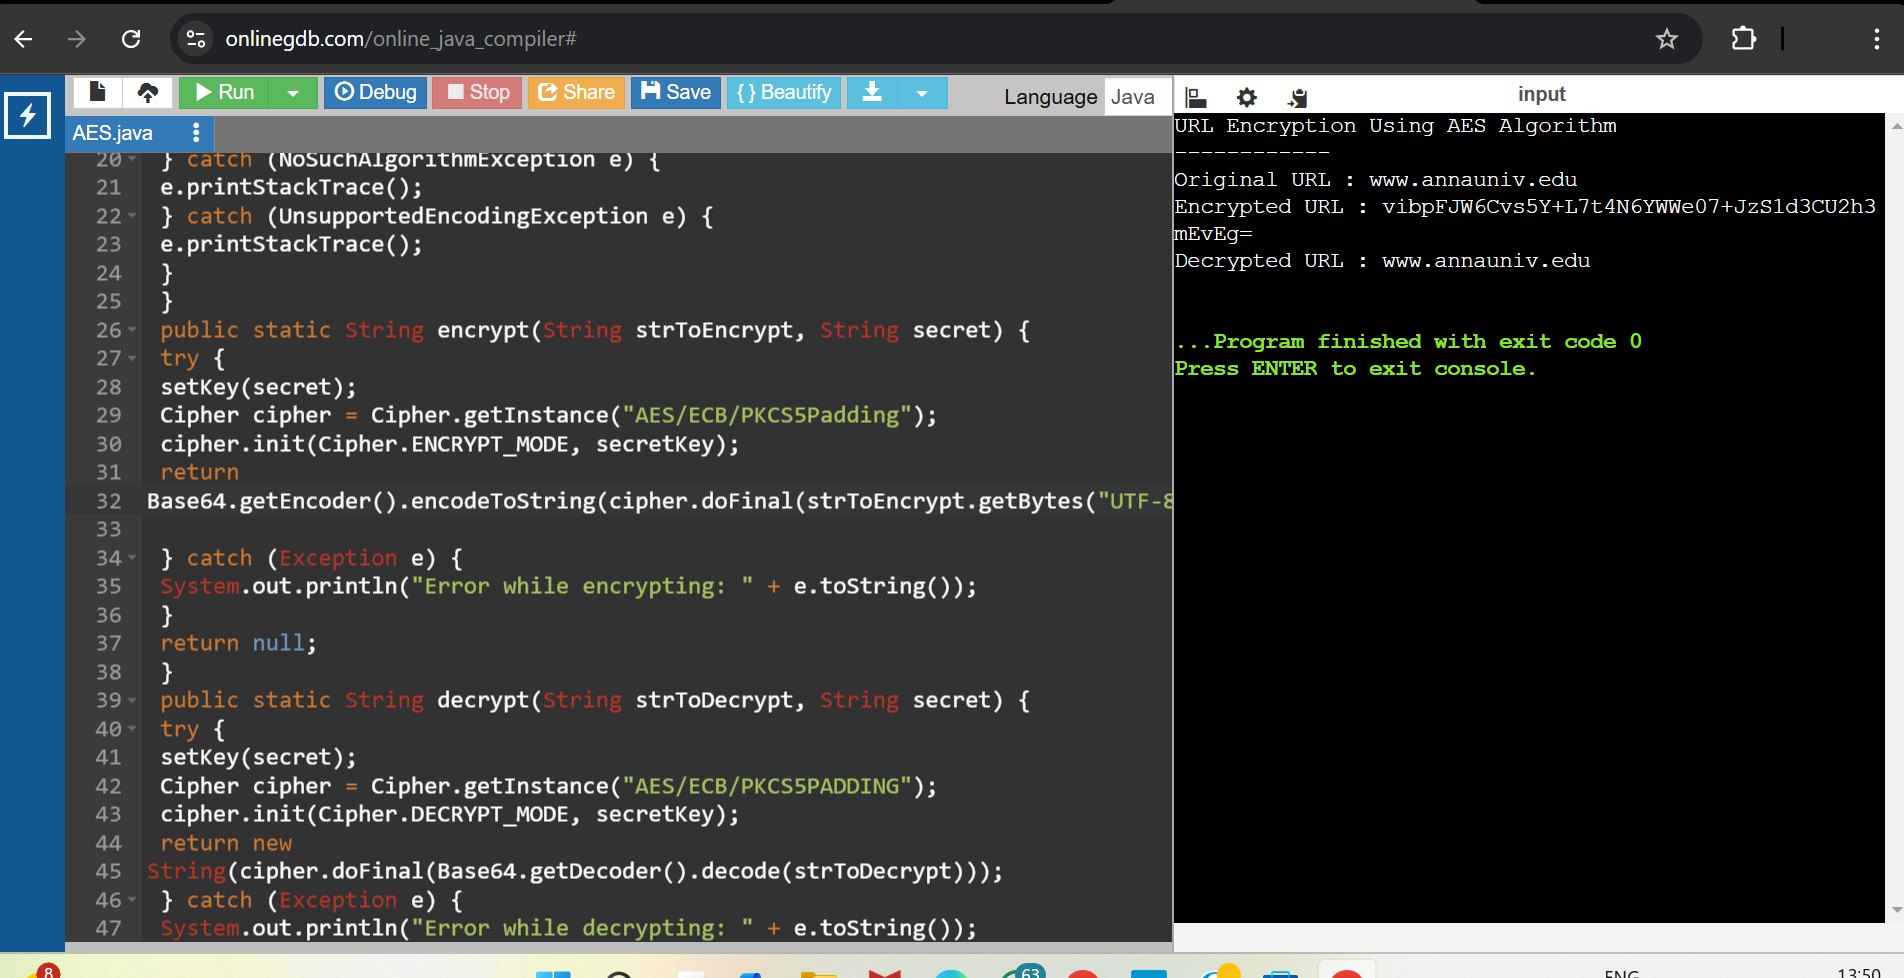 onlinegdb.com/online_java_compiler#
Run Debug Stop Share Save { } Beautify Language Java
input
AES.java
20 } catch (NoSuchAlgorithmException e) {
21 e.printStackTrace();
22 } catch (UnsupportedEncodingException e) {
23 e.printStackTrace();
24 }
25 }
26 public static String encrypt(String strToEncrypt, String secret) {
27 try {
28 setKey(secret);
29 Cipher cipher = Cipher.getInstance("AES/ECB/PKCS5Padding");
30 cipher.init(Cipher.ENCRYPT_MODE, secretKey);
31 return
32 Base64.getEncoder().encodeToString(cipher.doFinal(strToEncrypt.getBytes("UTF-8
33
34 } catch (Exception e) {
35 System.out.println("Error while encrypting: " + e.toString());
36 }
37 return null;
38 }
39 public static String decrypt(String strToDecrypt, String secret) {
40 try {
41 setKey(secret);
42 Cipher cipher = Cipher.getInstance("AES/ECB/PKCS5PADDING");
43 cipher.init(Cipher.DECRYPT_MODE, secretKey);
44 return new
45 String(cipher.doFinal(Base64.getDecoder().decode(strToDecrypt)));
46 } catch (Exception e) {
47 System.out.println("Error while decrypting: " + e.toString());
URL Encryption Using AES Algorithm
------------
Original URL : www.annauniv.edu
Encrypted URL : vibpFJW6Cvs5Y+L7t4N6YWWe07+JzS1d3CU2h3
mEvEg=
Decrypted URL : www.annauniv.edu
...Program finished with exit code 0
Press ENTER to exit console.
8
63
ENG
13:50